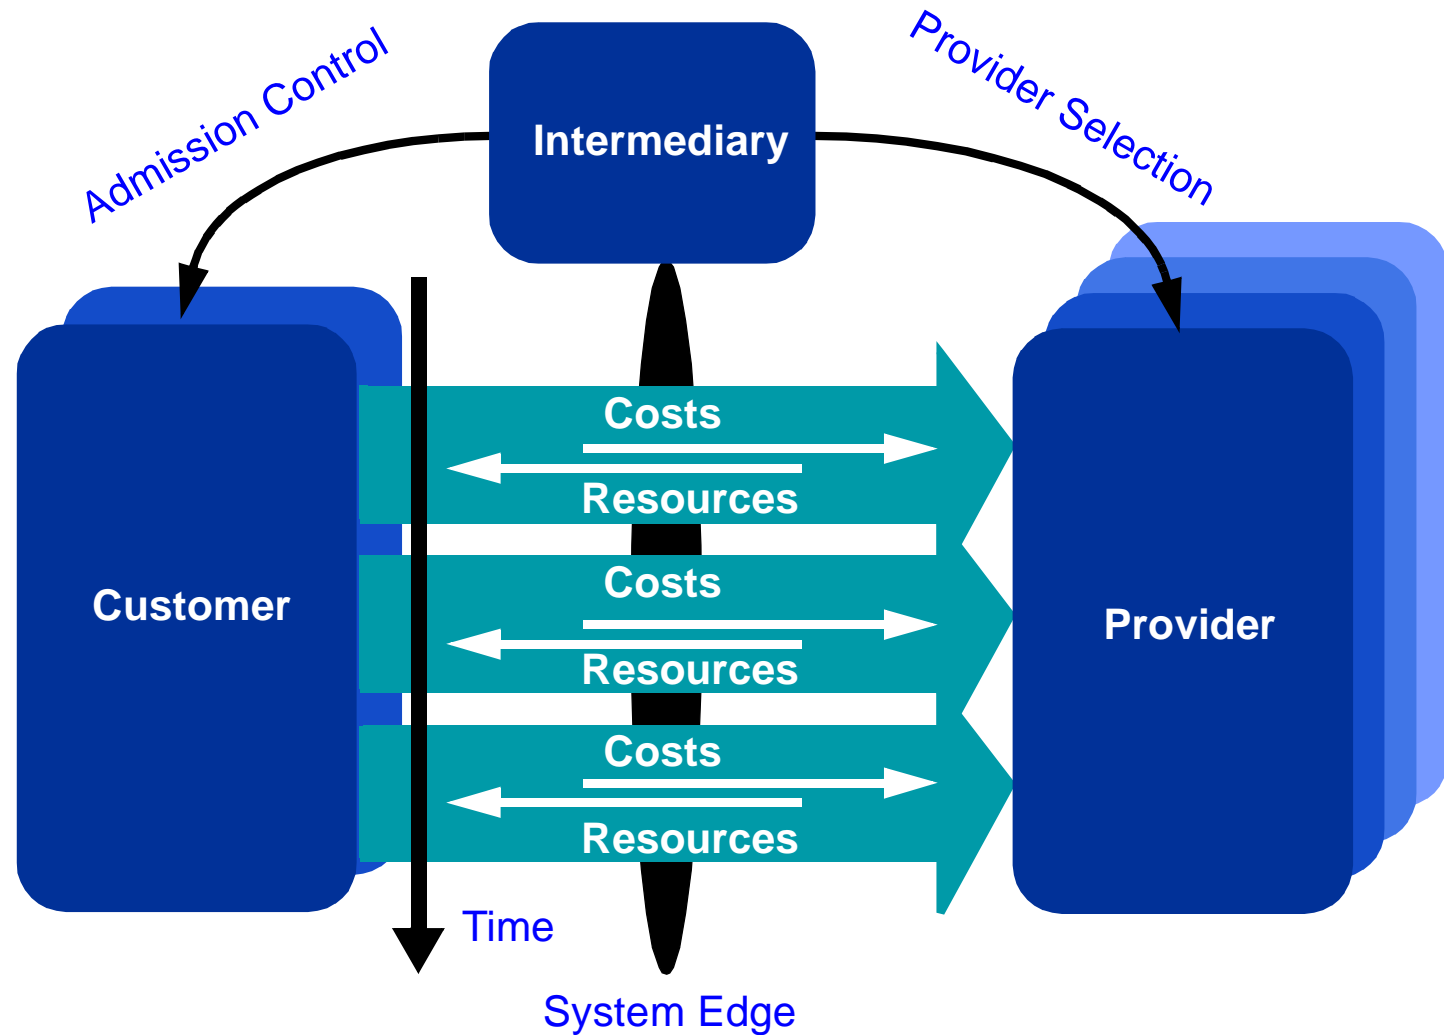 Admission Control
Intermediary
Provider Selection
Costs
Resources
Costs
Resources
Costs
Resources
Customer
Provider
Time
System Edge